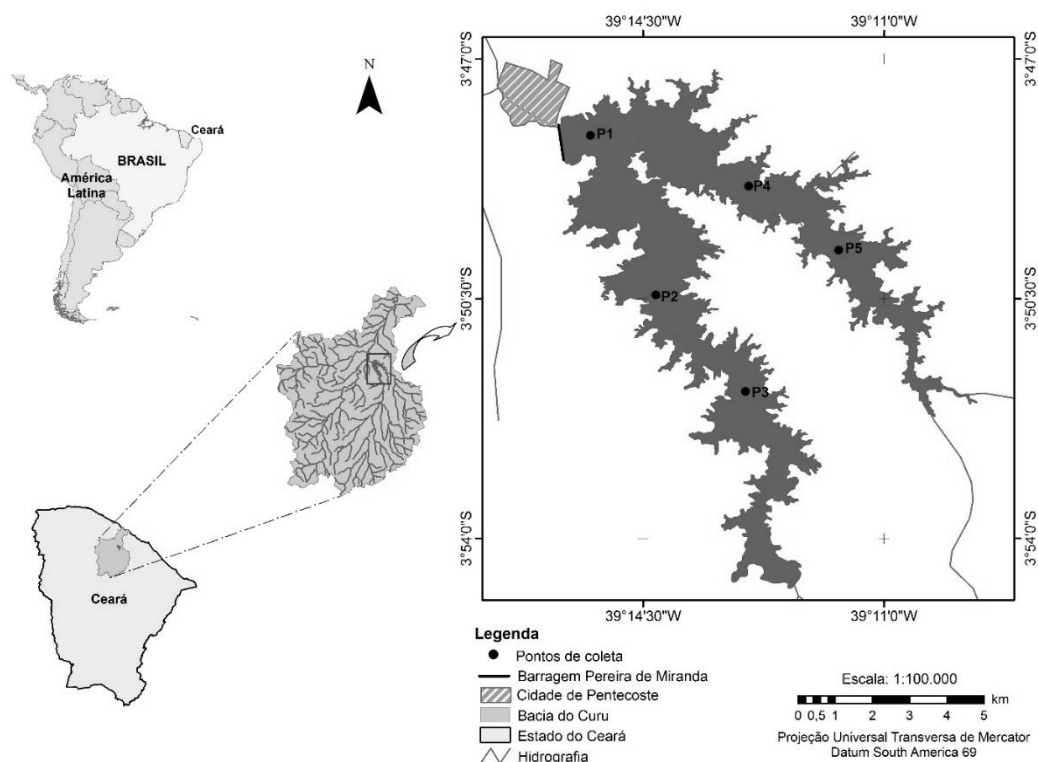 N
Ceará
BRASIL
América
Latina
Ceará
39°14'30"W
39°11'0"W
3°47'0"S
3°47'0"S
P1
P4
P5
P2
3°50'30"S
3°50'30"S
P3
3°54'0"S
3°54'0"S
39°14'30"W
39°11'0"W
Legenda
Pontos de coleta
Barragem Pereira de Miranda
Cidade de Pentecoste
Bacia do Curu
Estado do Ceará
Hidrografia
Escala: 1:100.000
km
0 0,5 1 2 3 4 5
Projeção Universal Transversa de Mercator
Datum South America 69